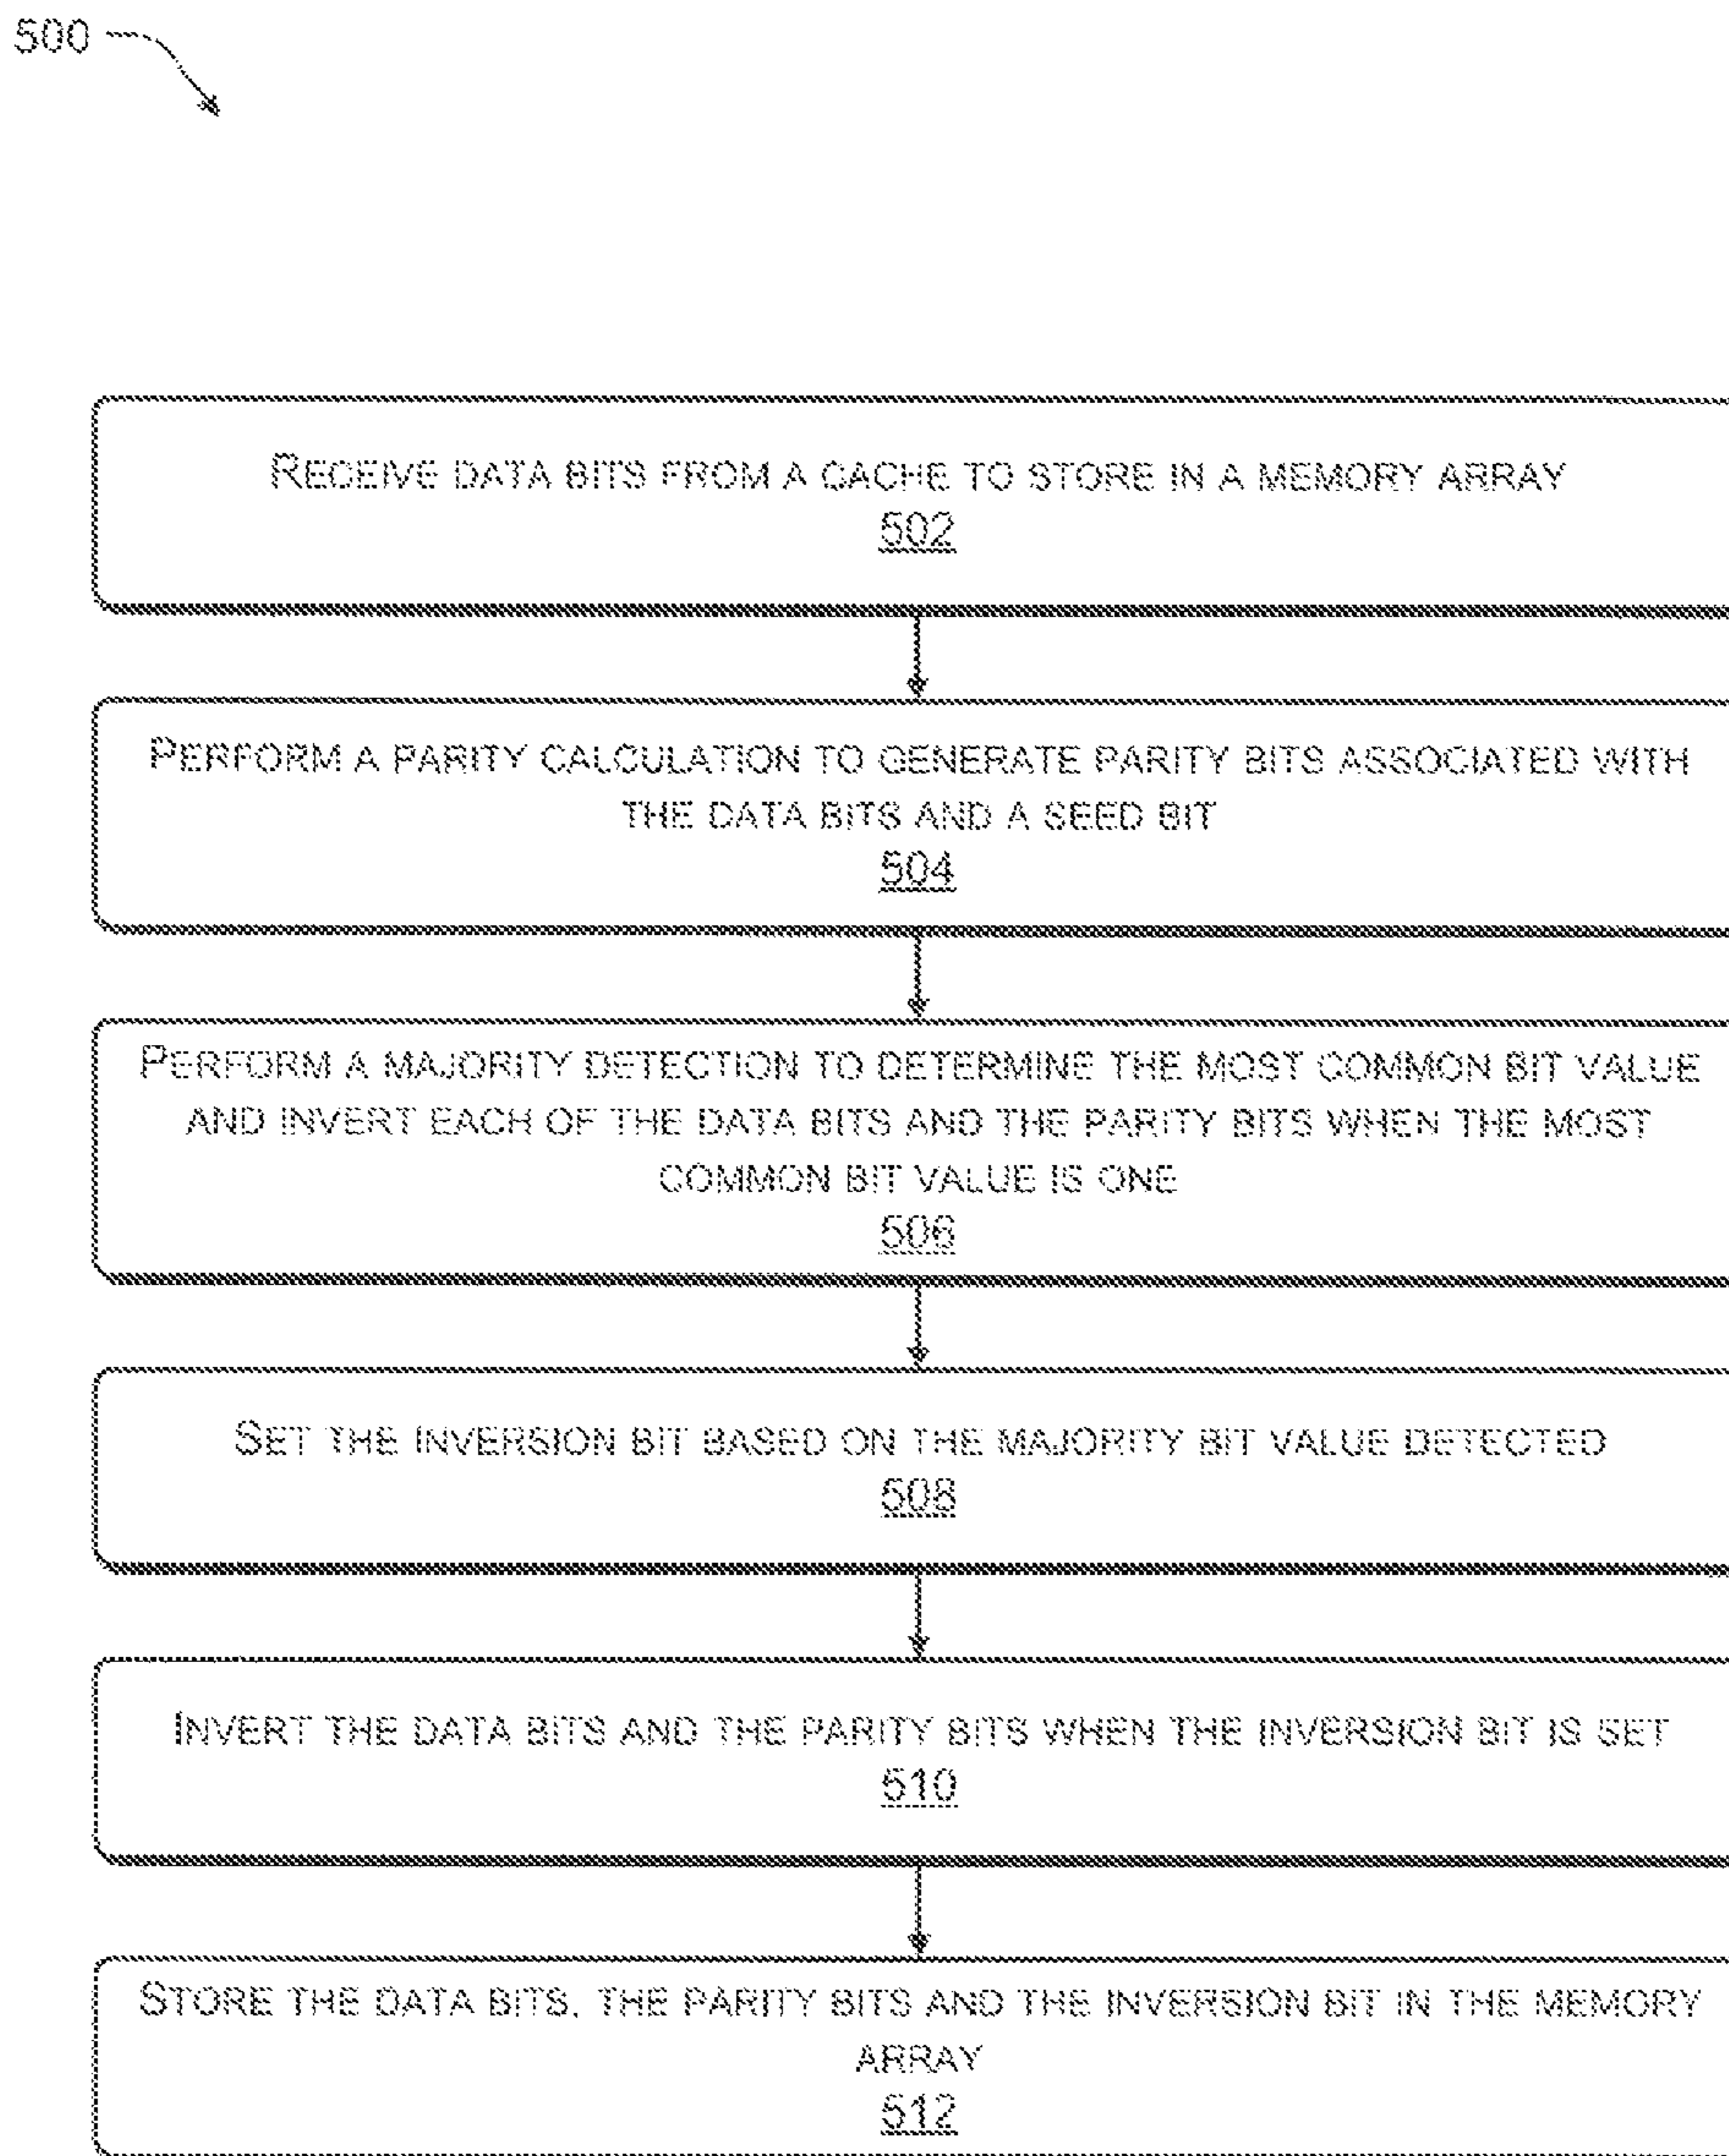 500
RECEIVE DATA BITS FROM A CACHE TO STORE IN A MEMORY ARRAY
502
PERFORM A PARITY CALCULATION TO GENERATE PARITY BITS ASSOCIATED WITH
THE DATA BITS AND A SEED BIT
504
PERFORM A MAJORITY DETECTION TO DETERMINE THE MOST COMMON BIT VALUE
AND INVERT EACH OF THE DATA BITS AND THE PARITY BITS WHEN THE MOST
COMMON BIT VALUE IS ONE
506
SET THE INVERSION BIT BASED ON THE MAJORITY BIT VALUE DETECTED
508
INVERT THE DATA BITS AND THE PARITY BITS WHEN THE INVERSION BIT IS SET
510
STORE THE DATA BITS, THE PARITY BITS AND THE INVERSION BIT IN THE MEMORY
ARRAY
512